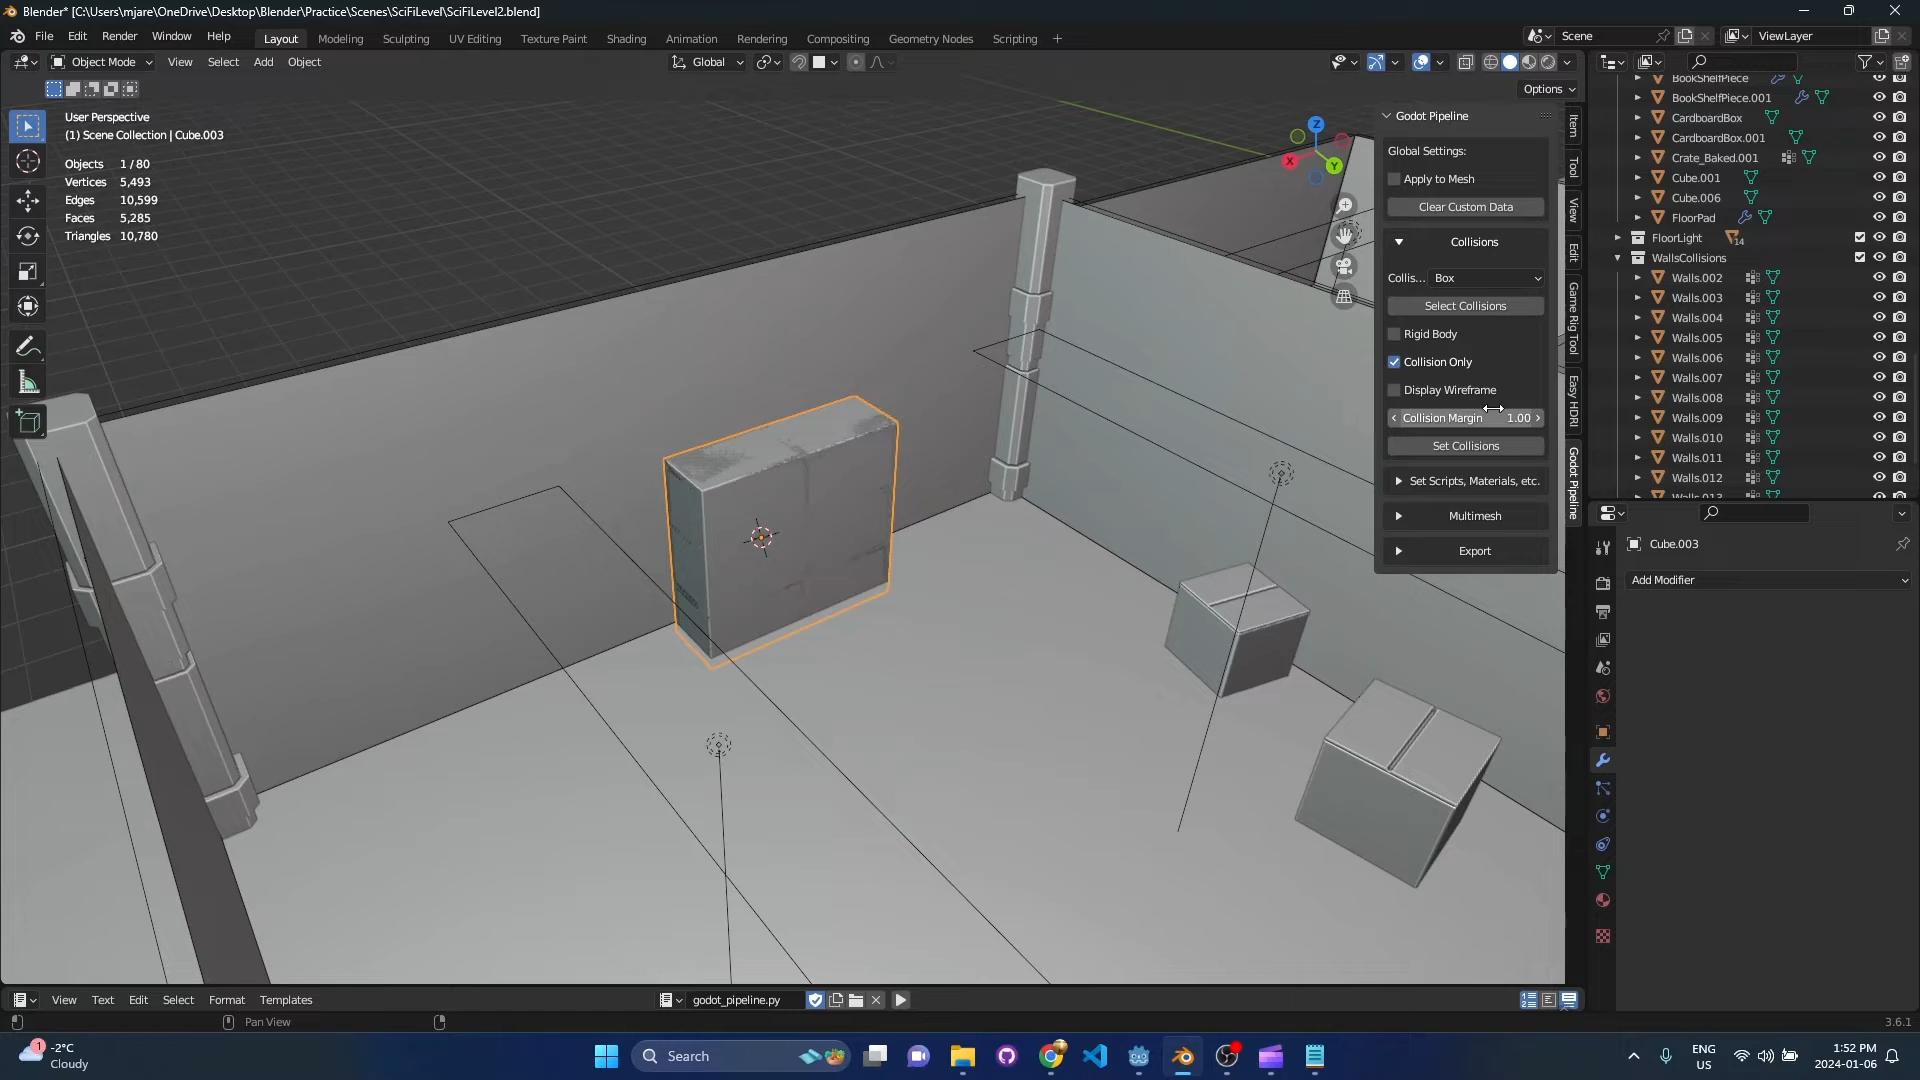 Blender* [C:\Users\mjare\OneDrive\Desktop\Blender\Practice\Scenes\SciFiLevel\SciFiLevel2.blend]
File Edit Render Window Help
Layout Modeling Sculpting UV Editing Texture Paint Shading Animation Rendering Compositing Geometry Nodes Scripting +
Scene
ViewLayer
Object Mode View Select Add Object
Global
Options
User Perspective
(1) Scene Collection | Cube.003
Objects 1 / 80
Vertices 5,493
Edges 10,599
Faces 5,285
Triangles 10,780
Z
X
Y
Godot Pipeline
Global Settings:
Apply to Mesh
Clear Custom Data
Collisions
Collis... Box
Select Collisions
Rigid Body
Collision Only
Display Wireframe
Collision Margin 1.00
Set Collisions
Set Scripts, Materials, etc.
Multimesh
Export
Item
Tool
View
Edit
Game Rig Tool
Easy HDRI
Godot Pipeline
BookShelfPiece
BookShelfPiece.001
CardboardBox
CardboardBox.001
Crate_Baked.001
Cube.001
Cube.006
FloorPad
FloorLight 14
WallsCollisions
Walls.002
Walls.003
Walls.004
Walls.005
Walls.006
Walls.007
Walls.008
Walls.009
Walls.010
Walls.011
Walls.012
Walls.013
Cube.003
Add Modifier
View Text Edit Select Format Templates
godot_pipeline.py
Pan View
3.6.1
1
-2°C
Cloudy
Search
ENG
US
1:52 PM
2024-01-06